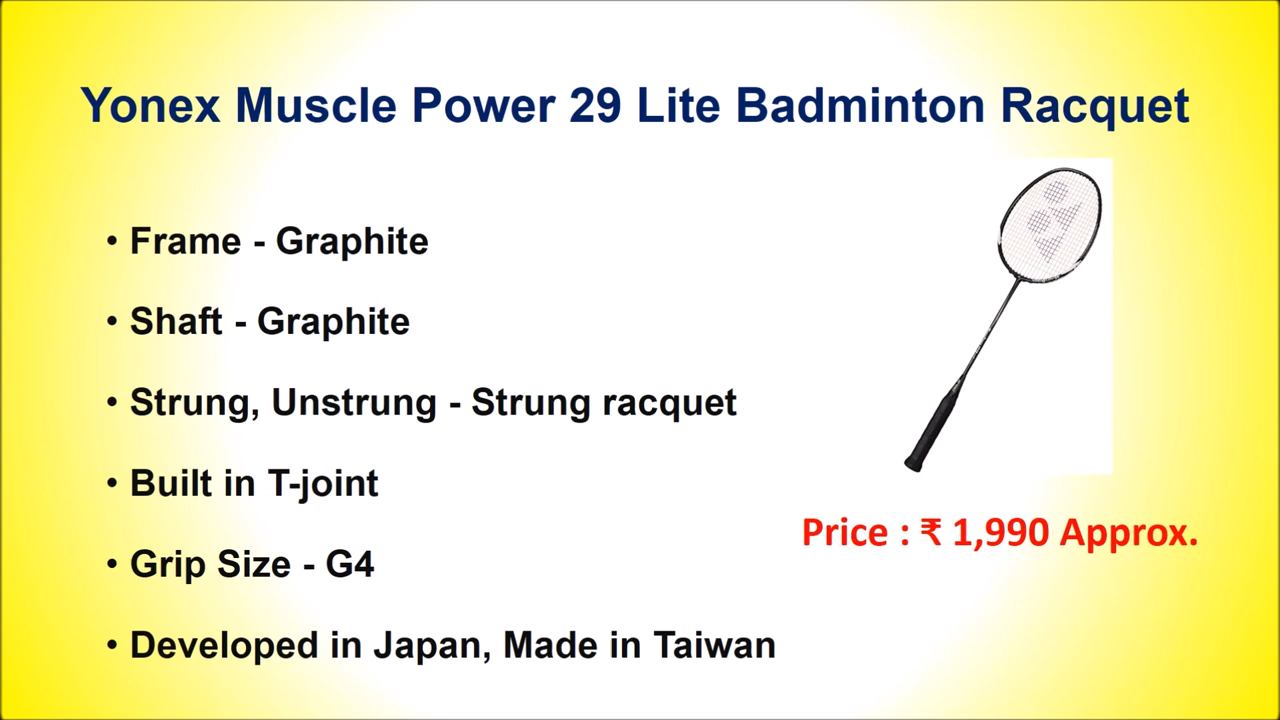 Yonex Muscle Power 29 Lite Badminton Racquet
• Frame - Graphite
• Shaft - Graphite
• Strung, Unstrung - Strung racquet
• Built in T-joint
• Grip Size - G4
• Developed in Japan, Made in Taiwan
Price : ₹ 1,990 Approx.